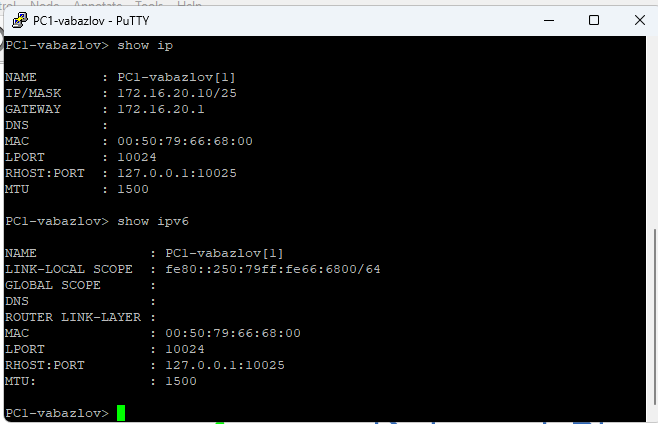 PC1-vabazlov - PuTTY
PC1-vabazlov> show ip
NAME : PC1-vabazlov[1]
IP/MASK : 172.16.20.10/25
GATEWAY : 172.16.20.1
DNS :
MAC : 00:50:79:66:68:00
LPORT : 10024
RHOST:PORT : 127.0.0.1:10025
MTU : 1500
PC1-vabazlov> show ipv6
NAME : PC1-vabazlov[1]
LINK-LOCAL SCOPE : fe80::250:79ff:fe66:6800/64
GLOBAL SCOPE :
DNS :
ROUTER LINK-LAYER :
MAC : 00:50:79:66:68:00
LPORT : 10024
RHOST:PORT : 127.0.0.1:10025
MTU: : 1500
PC1-vabazlov>